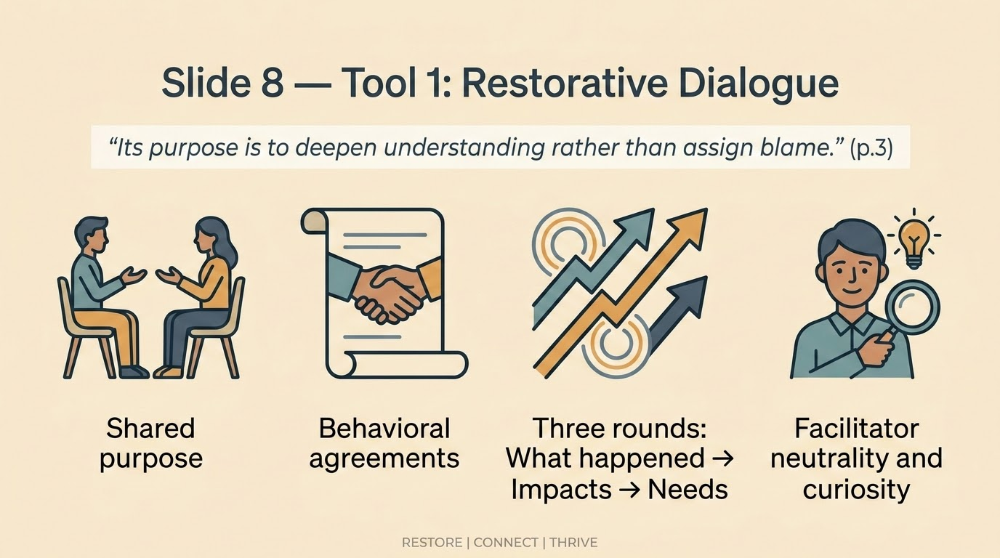 Slide 8 — Tool 1: Restorative Dialogue
“Its purpose is to deepen understanding rather than assign blame.” (p.3)
Shared
purpose
Behavioral
agreements
Three rounds:
What happened →
Impacts → Needs
Facilitator
neutrality and
curiosity
RESTORE | CONNECT | THRIVE